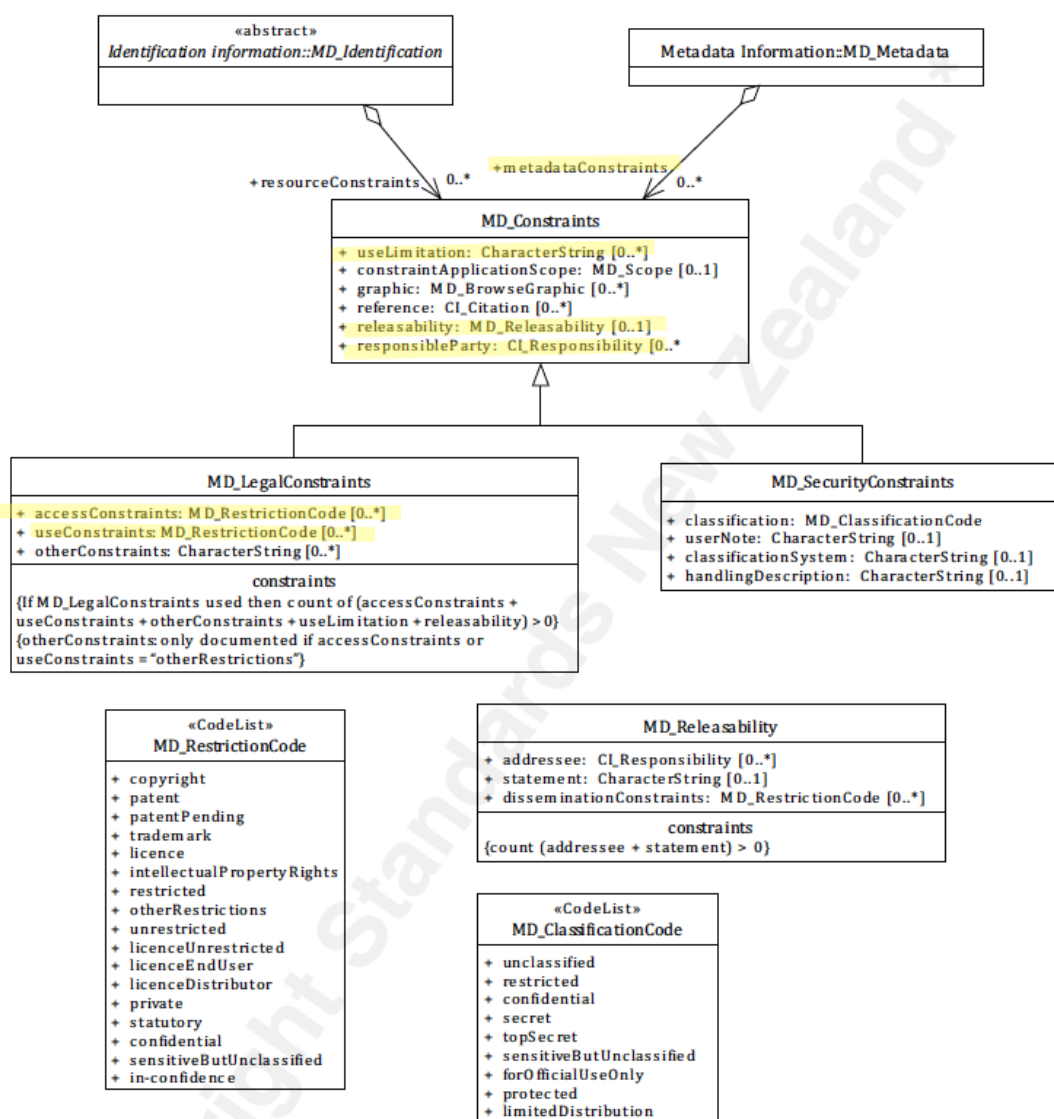 «abstract»
Identification information::MD_Identification
Metadata Information::MD_Metadata
+resourceConstraints
0..*
+metadataConstraints
0..*
MD_Constraints
+ useLimitation: CharacterString [0..*]
+ constraintApplicationScope: MD_Scope [0..1]
+ graphic: MD_BrowseGraphic [0..*]
+ reference: CI_Citation [0..*]
+ releasability: MD_Releasability [0..1]
+ responsibleParty: CI_Responsibility [0..*
MD_LegalConstraints
+ accessConstraints: MD_RestrictionCode [0..*]
+ useConstraints: MD_RestrictionCode [0..*]
+ otherConstraints: CharacterString [0..*]
constraints
{If MD_LegalConstraints used then count of (accessConstraints +
useConstraints + otherConstraints + useLimitation + releasability) > 0}
{otherConstraints: only documented if accessConstraints or
useConstraints = "otherRestrictions"}
MD_SecurityConstraints
+ classification: MD_ClassificationCode
+ userNote: CharacterString [0..1]
+ classificationSystem: CharacterString [0..1]
+ handlingDescription: CharacterString [0..1]
«CodeList»
MD_RestrictionCode
+ copyright
+ patent
+ patentPending
+ trademark
+ licence
+ intellectualPropertyRights
+ restricted
+ otherRestrictions
+ unrestricted
+ licenceUnrestricted
+ licenceEndUser
+ licenceDistributor
+ private
+ statutory
+ confidential
+ sensitiveButUnclassified
+ in-confidence
MD_Releasability
+ addressee: CI_Responsibility [0..*]
+ statement: CharacterString [0..1]
+ disseminationConstraints: MD_RestrictionCode [0..*]
constraints
{count (addressee + statement) > 0}
«CodeList»
MD_ClassificationCode
+ unclassified
+ restricted
+ confidential
+ secret
+ topSecret
+ sensitiveButUnclassified
+ forOfficialUseOnly
+ protected
+ limitedDistribution
right Standards New Zealand *